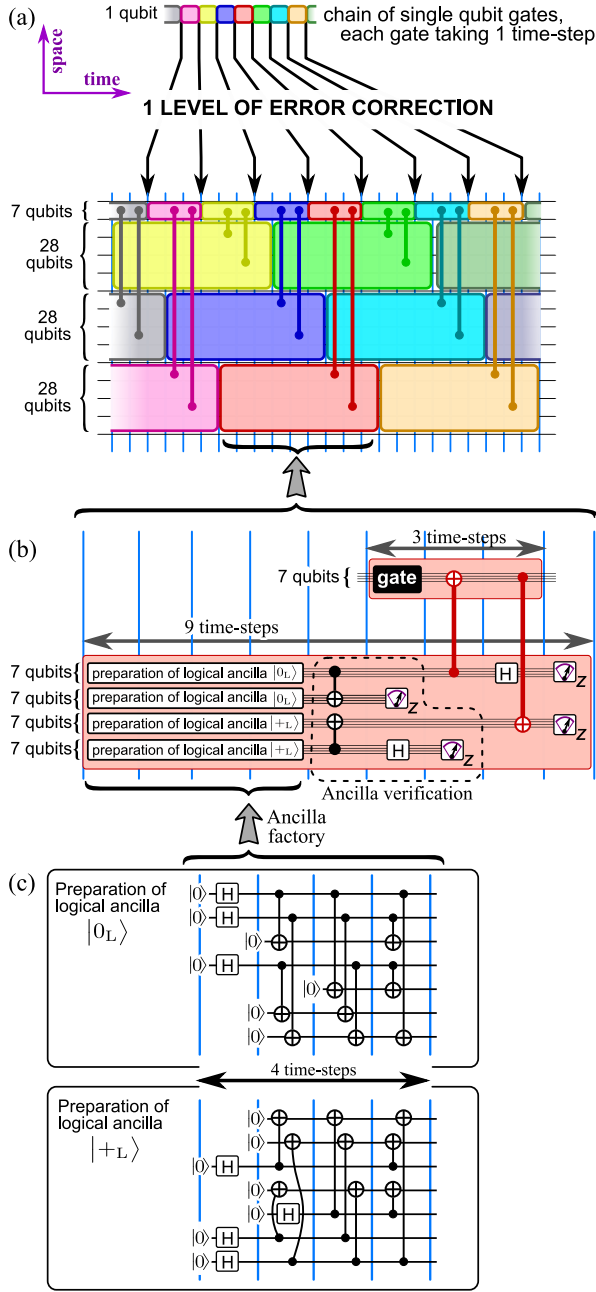 (a)
1 qubit
chain of single qubit gates,
each gate taking 1 time-step
space
time
1 LEVEL OF ERROR CORRECTION
7 qubits
28
qubits
28
qubits
28
qubits
(b)
3 time-steps
7 qubits
gate
9 time-steps
7 qubits preparation of logical ancilla |0L⟩ H Z
7 qubits preparation of logical ancilla |0L⟩ Z
7 qubits preparation of logical ancilla |+L⟩ Z
7 qubits preparation of logical ancilla |+L⟩ H Z
Ancilla verification
Ancilla
factory
(c)
Preparation of
logical ancilla
|0L⟩
|0⟩ H
|0⟩ H
|0⟩
|0⟩ H
|0⟩
|0⟩
|0⟩
4 time-steps
Preparation of
logical ancilla
|+L⟩
|0⟩
|0⟩
|0⟩ H
|0⟩
|0⟩ H
|0⟩ H
|0⟩ H